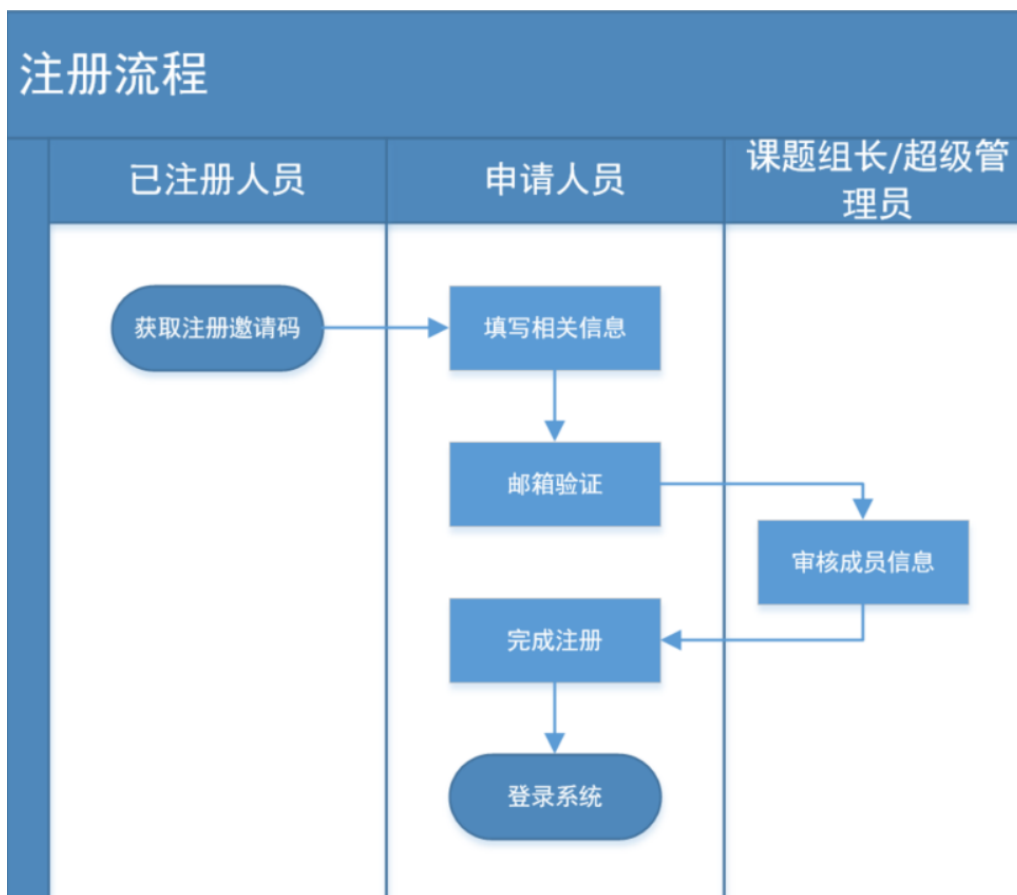 注册流程
已注册人员
申请人员
课题组长/超级管
理员
获取注册邀请码
填写相关信息
邮箱验证
审核成员信息
完成注册
登录系统